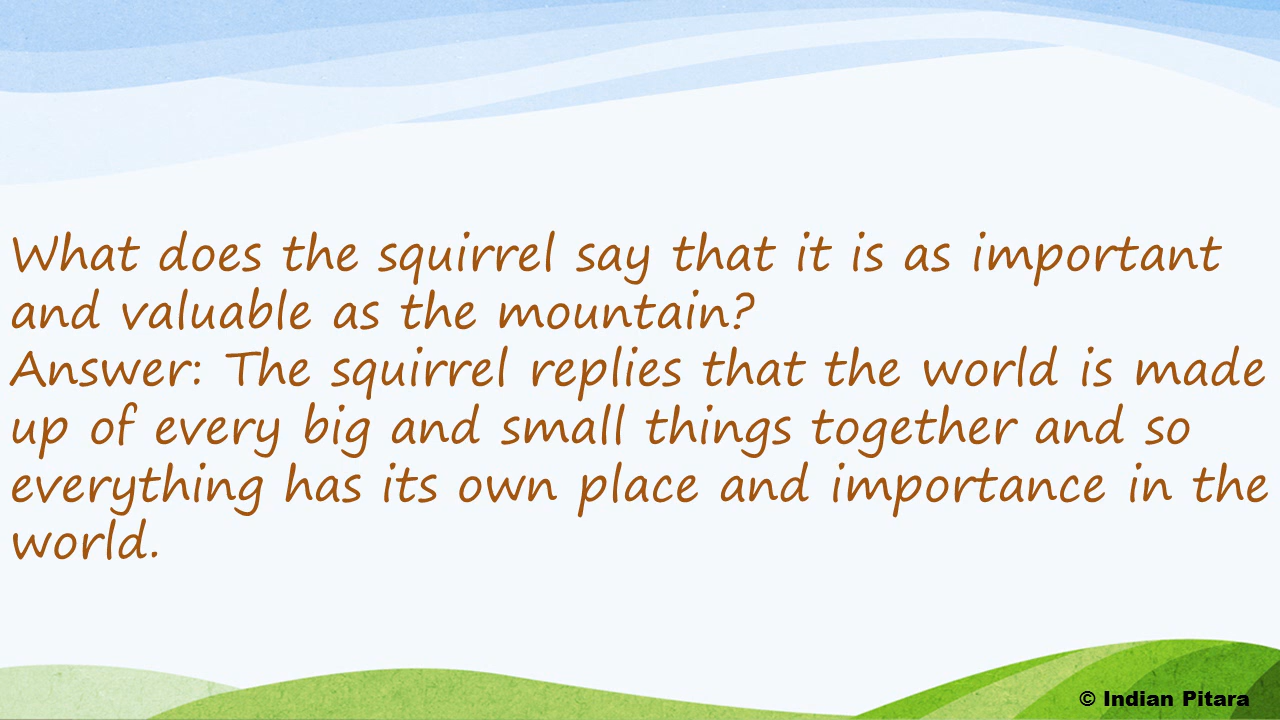 What does the squirrel say that it is as important
and valuable as the mountain?
Answer: The squirrel replies that the world is made
up of every big and small things together and so
everything has its own place and importance in the
world.
© Indian Pitara